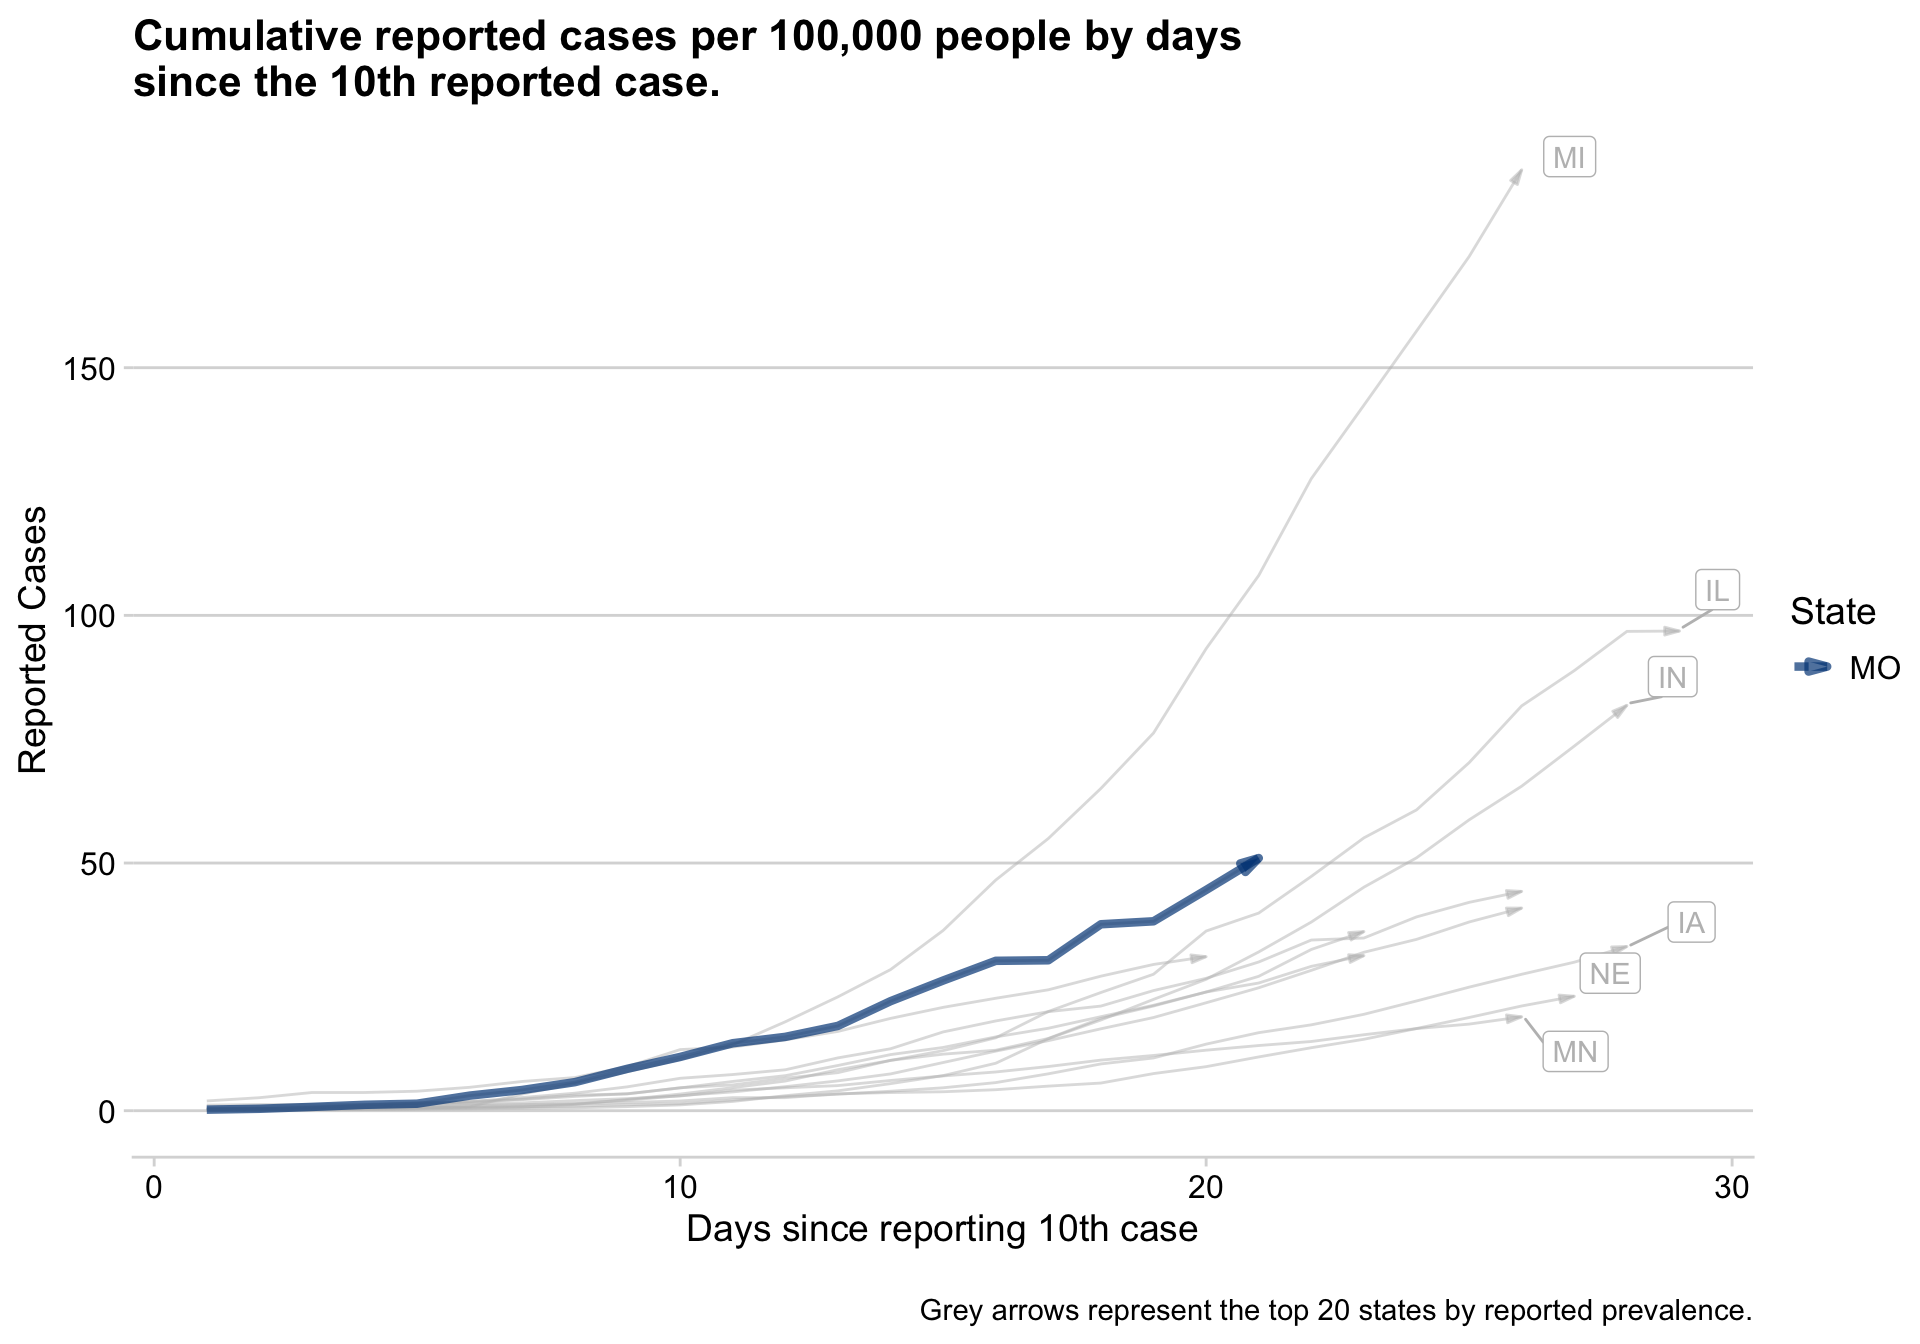 Cumulative reported cases per 100,000 people by days
since the 10th reported case.
MI
150
IL
100
State
MO
IN
Reported Cases
50
IA
NE
MN
0
0 10 20 30
Days since reporting 10th case
Grey arrows represent the top 20 states by reported prevalence.